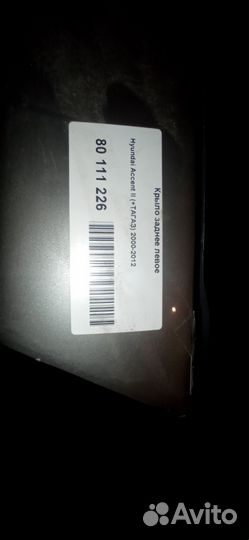 Крыло заднее левое
Hyundai Accent II (+ТАГАЗ) 2000-2012
80 111 226
Avito